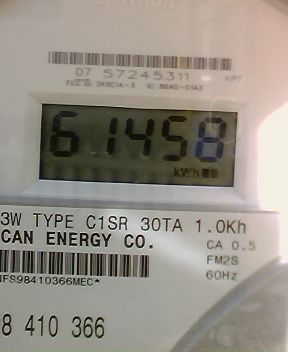 07 57245311
61458
kWh
3W TYPE C1SR 30TA 1.0Kh
CAN ENERGY CO.
CA 0.5
FM2S
60Hz
NFS98410366MEC*
8 410 366